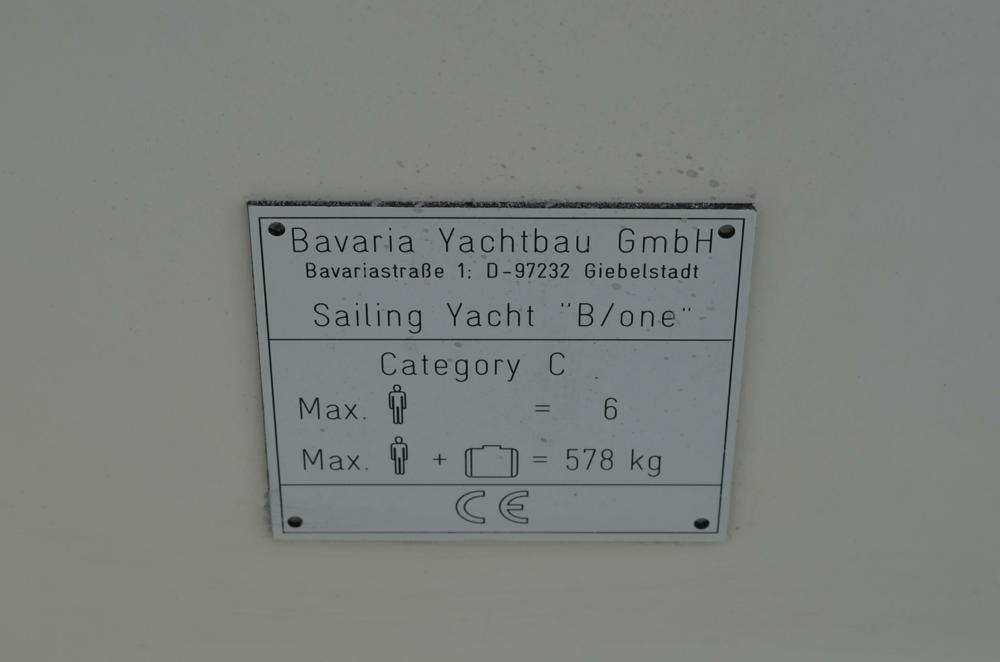 Bavaria Yachtbau GmbH
Bavariastraße 1; D-97232 Giebelstadt
Sailing Yacht "B/one"
Category C
Max. = 6
Max. + = 578 kg
CE